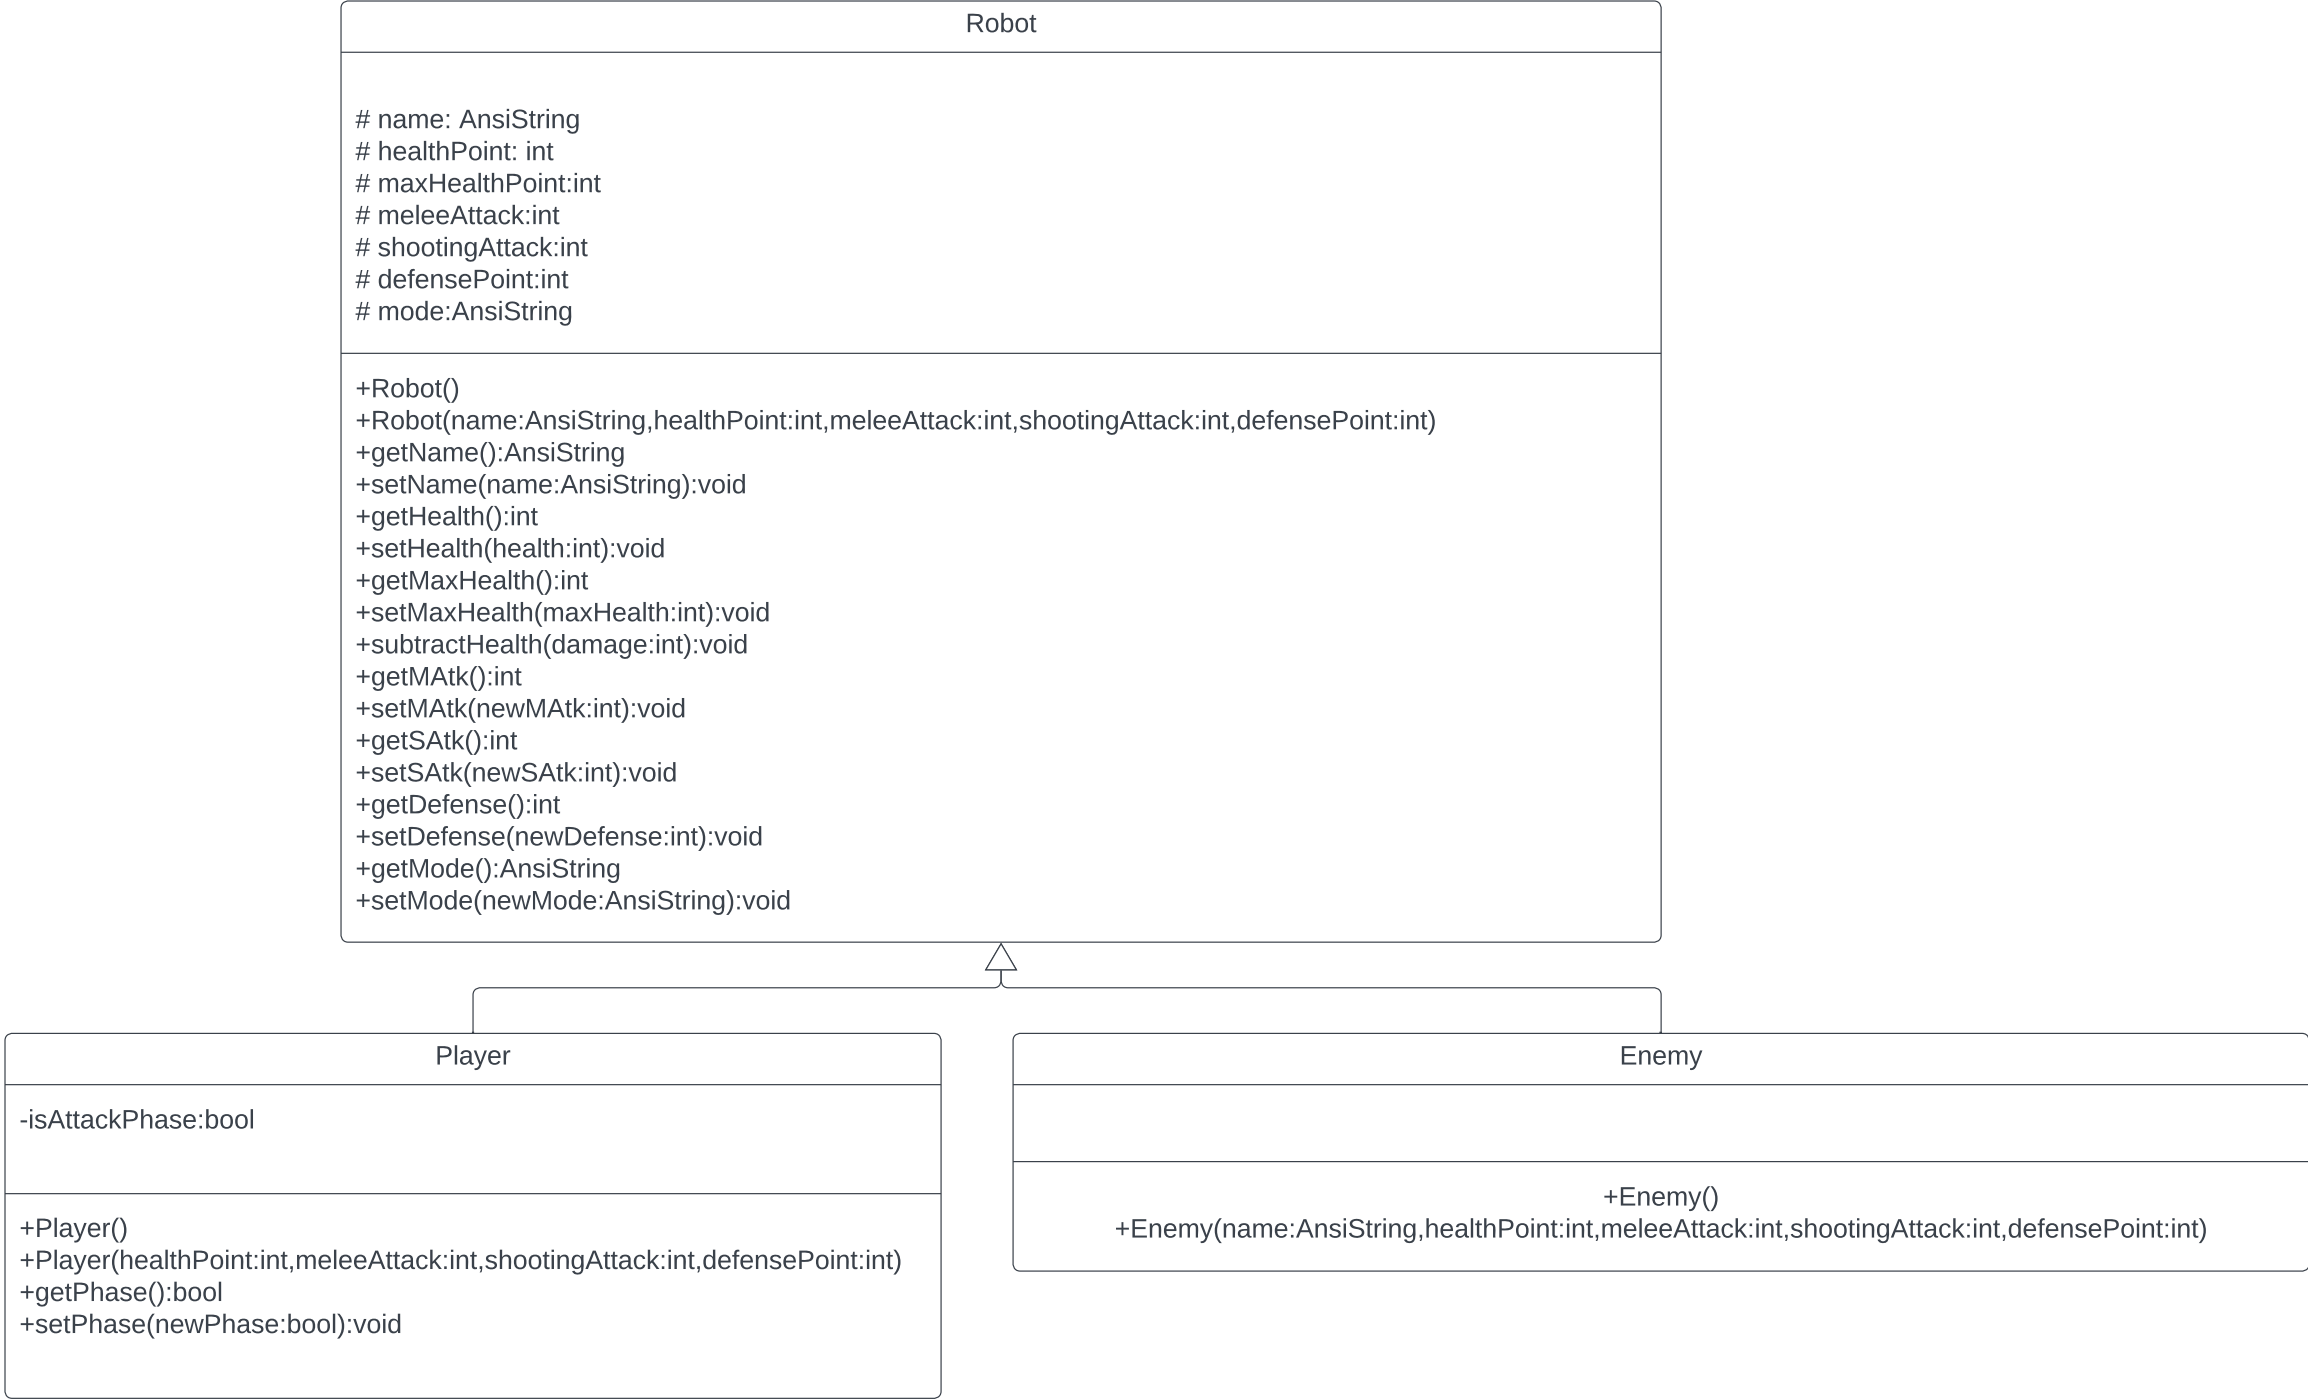 Robot
# name: AnsiString
# healthPoint: int
# maxHealthPoint:int
# meleeAttack:int
# shootingAttack:int
# defensePoint:int
# mode:AnsiString
+Robot()
+Robot(name:AnsiString,healthPoint:int,meleeAttack:int,shootingAttack:int,defensePoint:int)
+getName():AnsiString
+setName(name:AnsiString):void
+getHealth():int
+setHealth(health:int):void
+getMaxHealth():int
+setMaxHealth(maxHealth:int):void
+subtractHealth(damage:int):void
+getMAtk():int
+setMAtk(newMAtk:int):void
+getSAtk():int
+setSAtk(newSAtk:int):void
+getDefense():int
+setDefense(newDefense:int):void
+getMode():AnsiString
+setMode(newMode:AnsiString):void
Player
-isAttackPhase:bool
+Player()
+Player(healthPoint:int,meleeAttack:int,shootingAttack:int,defensePoint:int)
+getPhase():bool
+setPhase(newPhase:bool):void
Enemy
+Enemy()
+Enemy(name:AnsiString,healthPoint:int,meleeAttack:int,shootingAttack:int,defensePoint:int)